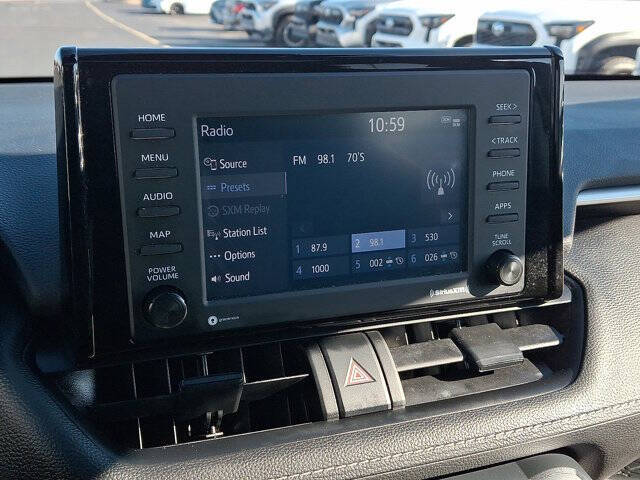 HOME
MENU
AUDIO
MAP
POWER
VOLUME
Radio
10:59
Source
FM 98.1 70'S
Presets
SXM Replay
Station List
Options
Sound
1 87.9 2 98.1 3 530
4 1000 5 002 6 026
SEEK >
< TRACK
PHONE
APPS
TUNE
SCROLL
SiriusXM